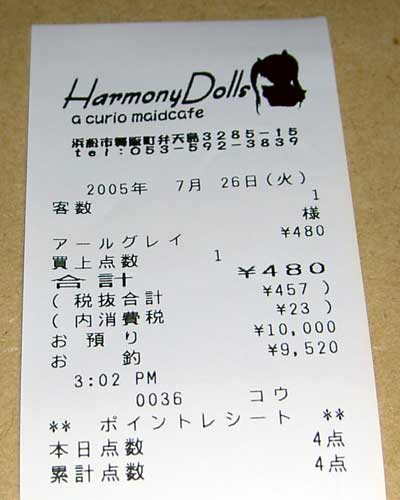 HarmonyDolls
a curio maidcafe
浜松市舞阪町弁天島3285-15
tel:053-592-3839
2005年 7月 26日(火)
客数 1様
アールグレイ ¥480
買上点数 1
合計 ¥480
( 税抜合計 ¥457 )
( 内消費税 ¥23 )
お 預り ¥10,000
お 釣 ¥9,520
3:02 PM
0036 コウ
** ポイントレシート **
本日点数 4点
累計点数 4点